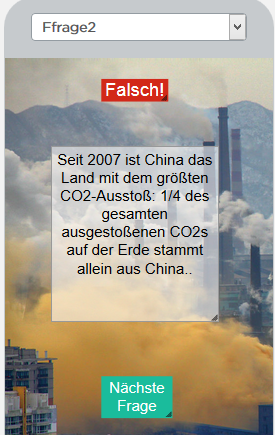 Ffrage2
Falsch!
Seit 2007 ist China das
Land mit dem größten
CO2-Ausstoß: 1/4 des
gesamten
ausgestoßenen CO2s
auf der Erde stammt
allein aus China..
Nächste
Frage